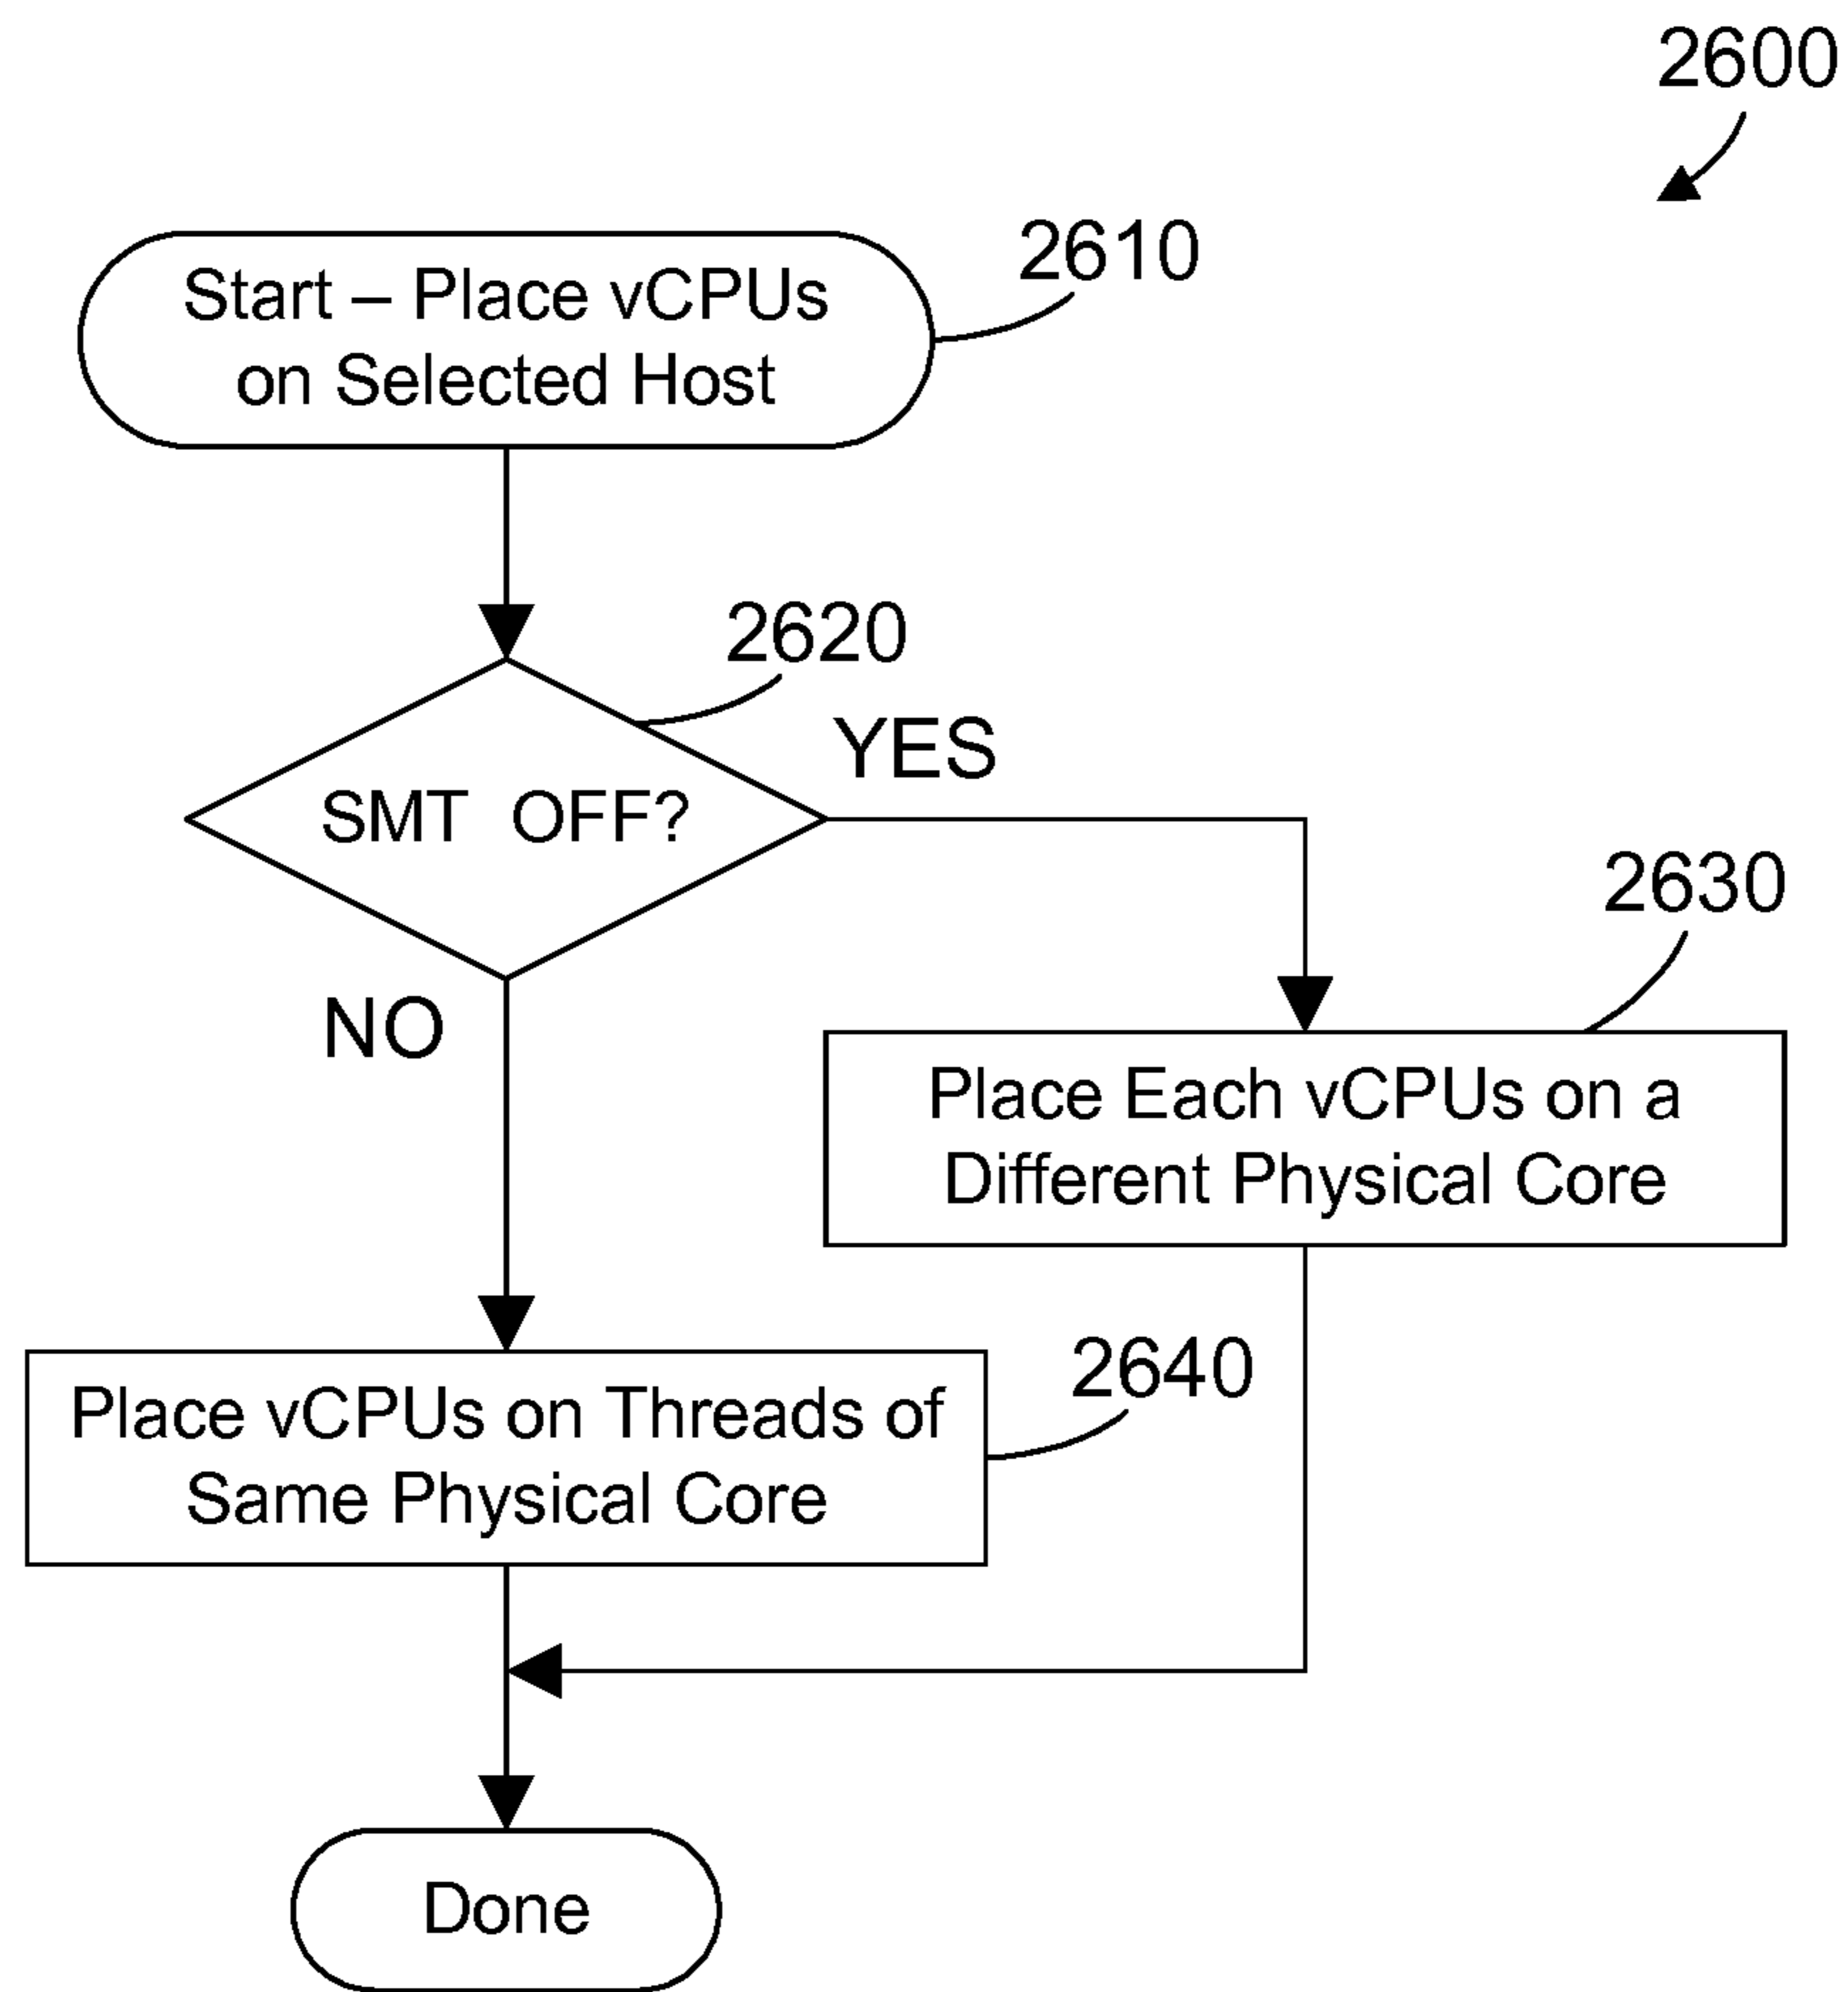 2600
2610
Start – Place vCPUs
on Selected Host
2620
YES
SMT OFF?
2630
NO
Place Each vCPUs on a
Different Physical Core
2640
Place vCPUs on Threads of
Same Physical Core
Done